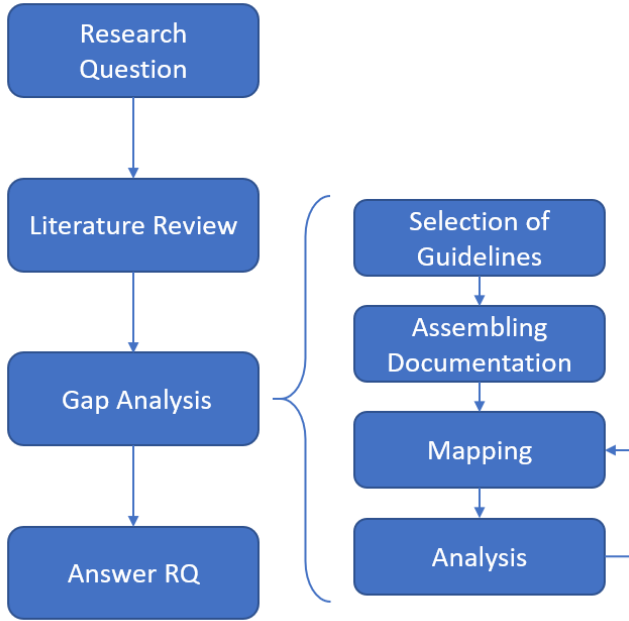 Research
Question
Literature Review
Gap Analysis
Answer RQ
Selection of
Guidelines
Assembling
Documentation
Mapping
Analysis